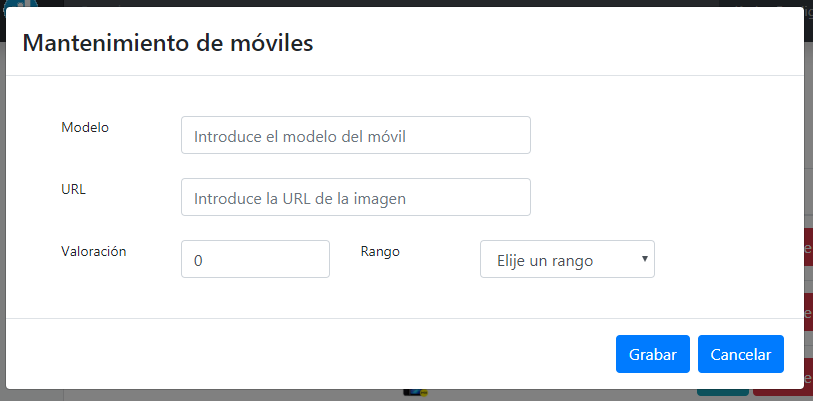 Mantenimiento de móviles
Modelo
Introduce el modelo del móvil
URL
Introduce la URL de la imagen
Valoración
0
Rango
Elije un rango
Grabar
Cancelar